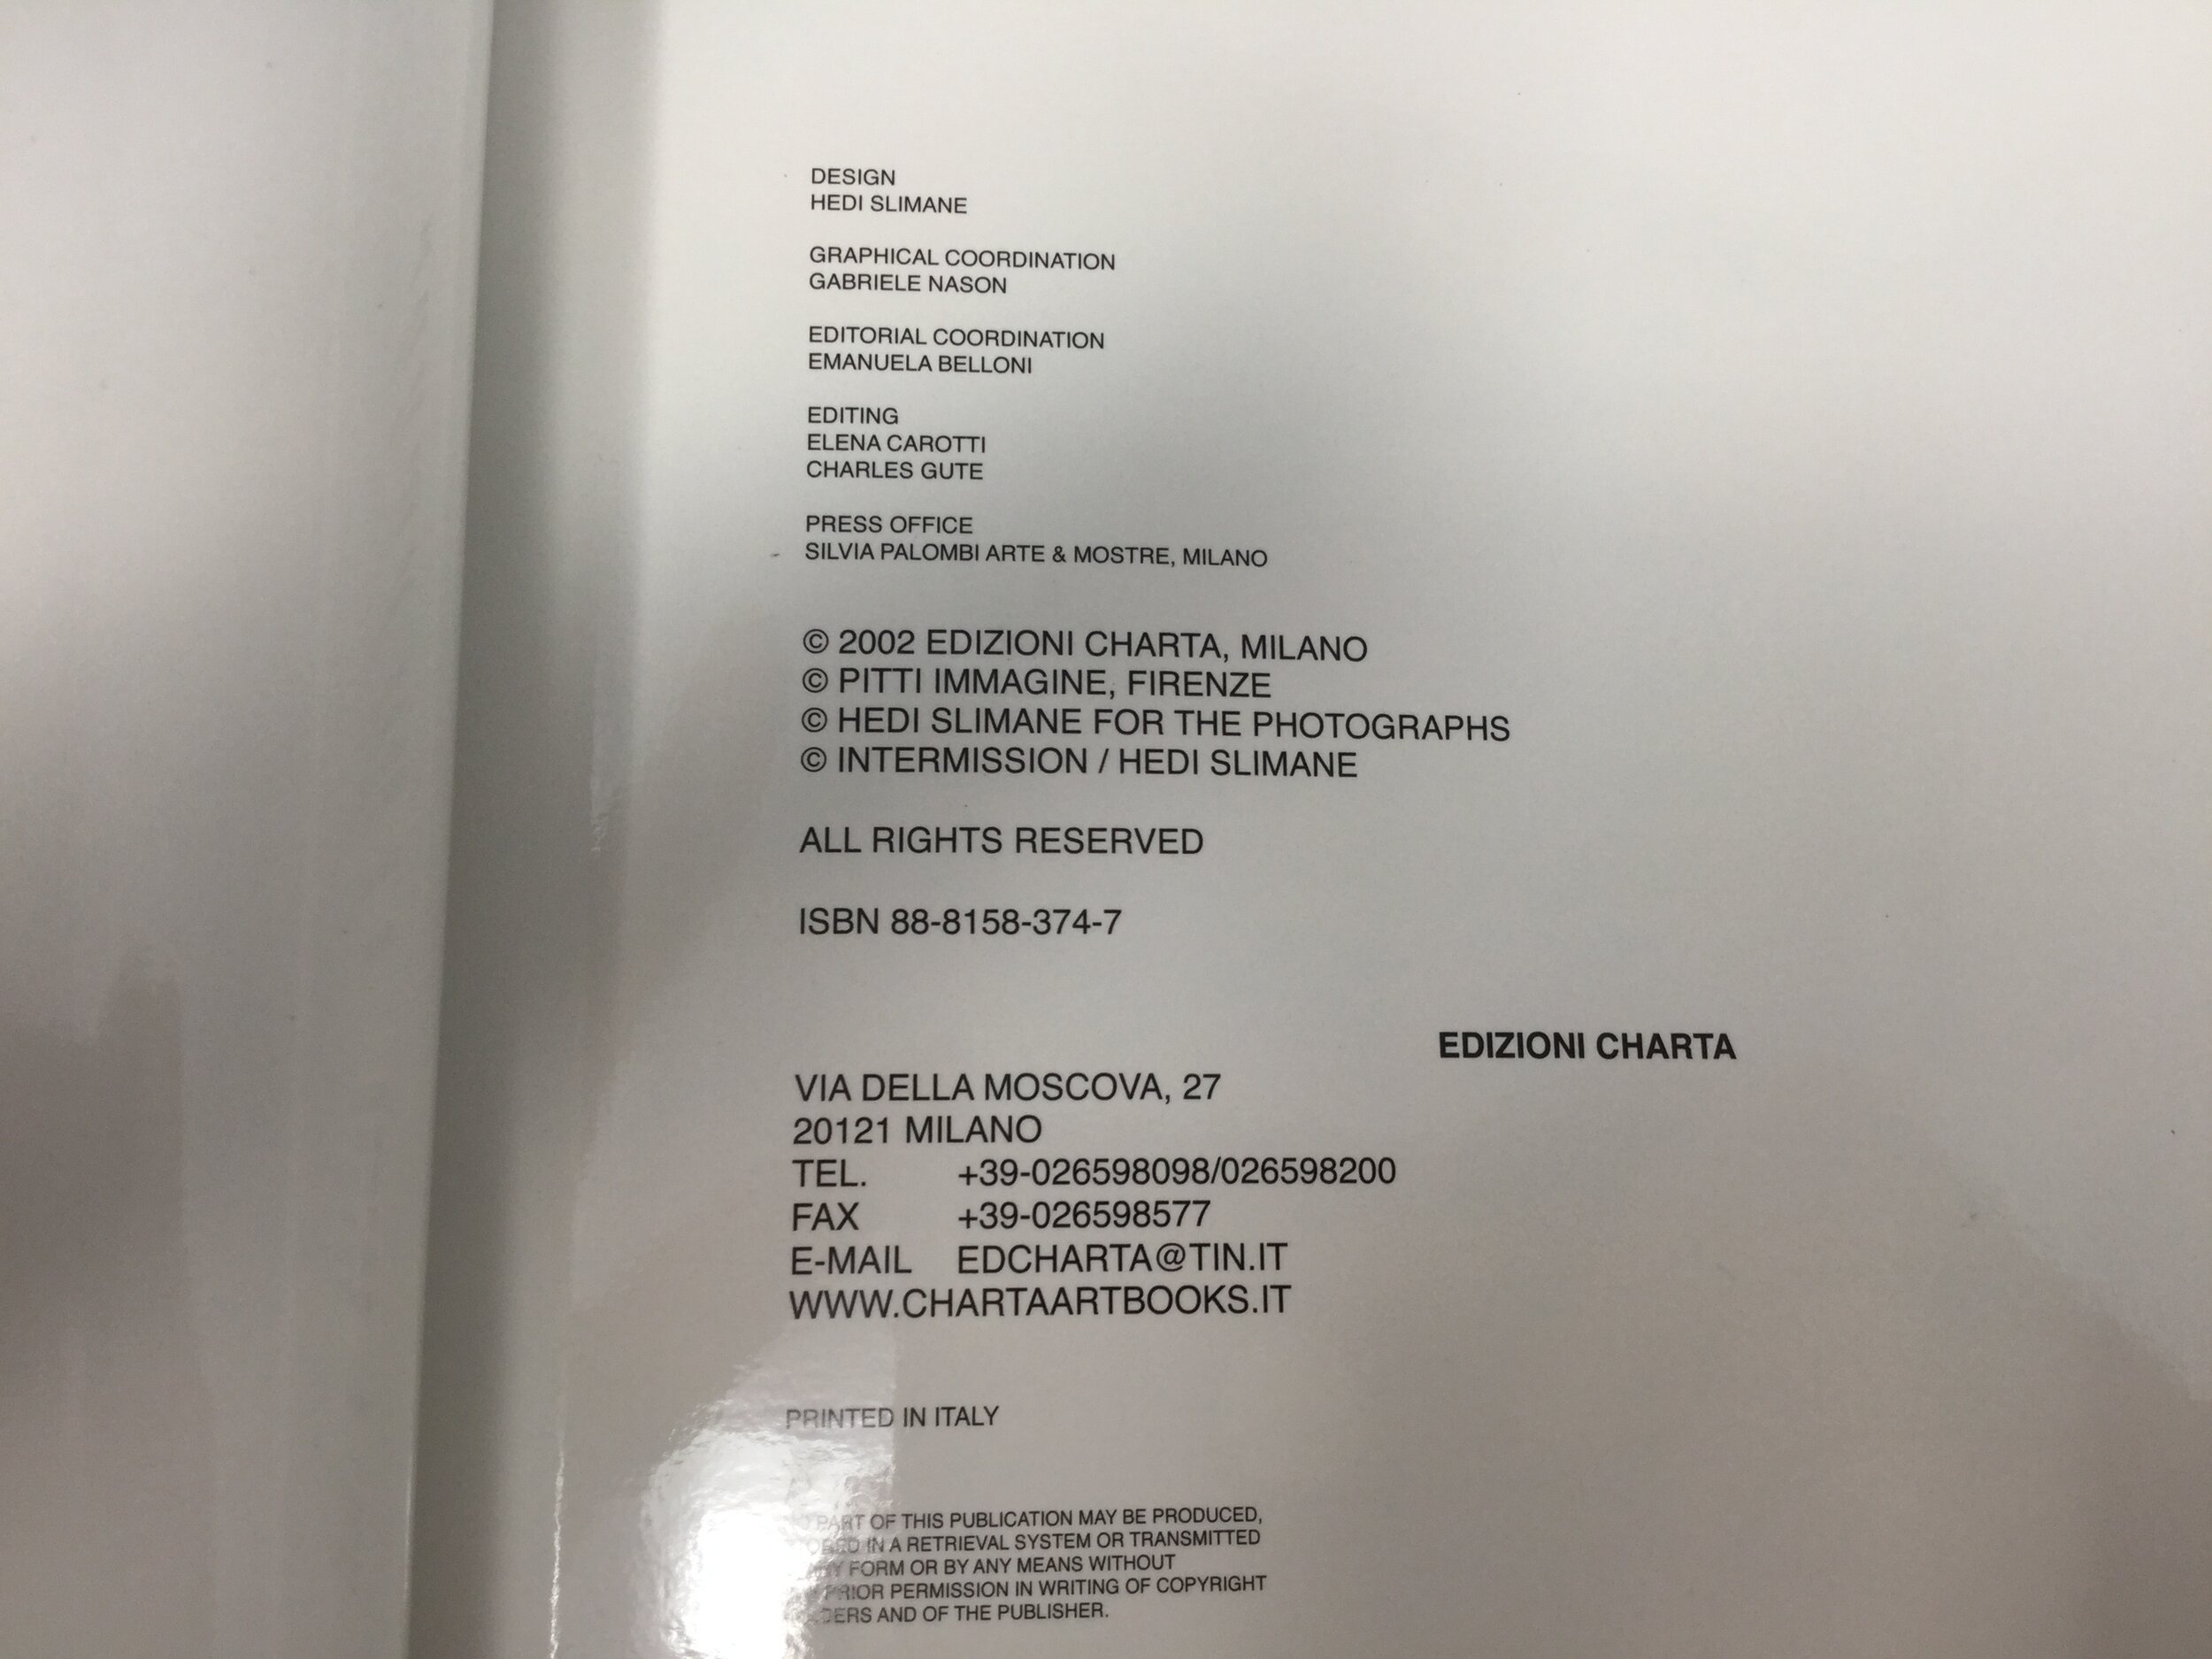 DESIGN
HEDI SLIMANE
GRAPHICAL COORDINATION
GABRIELE NASON
EDITORIAL COORDINATION
EMANUELA BELLONI
EDITING
ELENA CAROTTI
CHARLES GUTE
PRESS OFFICE
SILVIA PALOMBI ARTE & MOSTRE, MILANO
© 2002 EDIZIONI CHARTA, MILANO
© PITTI IMMAGINE, FIRENZE
© HEDI SLIMANE FOR THE PHOTOGRAPHS
© INTERMISSION / HEDI SLIMANE
ALL RIGHTS RESERVED
ISBN 88-8158-374-7
EDIZIONI CHARTA
VIA DELLA MOSCOVA, 27
20121 MILANO
TEL. +39-026598098/026598200
FAX +39-026598577
E-MAIL EDCHARTA@TIN.IT
WWW.CHARTAARTBOOKS.IT
PRINTED IN ITALY
PART OF THIS PUBLICATION MAY BE PRODUCED,
IN A RETRIEVAL SYSTEM OR TRANSMITTED
FORM OR BY ANY MEANS WITHOUT
PRIOR PERMISSION IN WRITING OF COPYRIGHT
AND OF THE PUBLISHER.